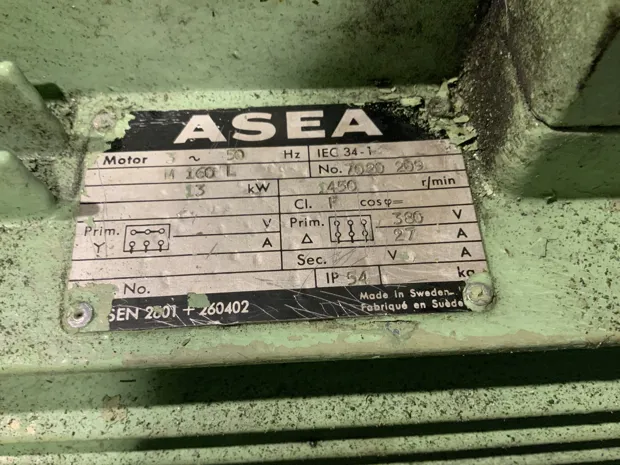 ASEA
Motor 3 ~ 50 Hz IEC 34-1
M 160 L No. 7090 209
13 kW 1450 r/min
Cl. F cosφ=
Prim. Y V Prim. Δ 380 V
A 27 A
Sec. V A
No. IP 54 kg
SEN 2601 + 260402 Made in Sweden
Fabriqué en Suède